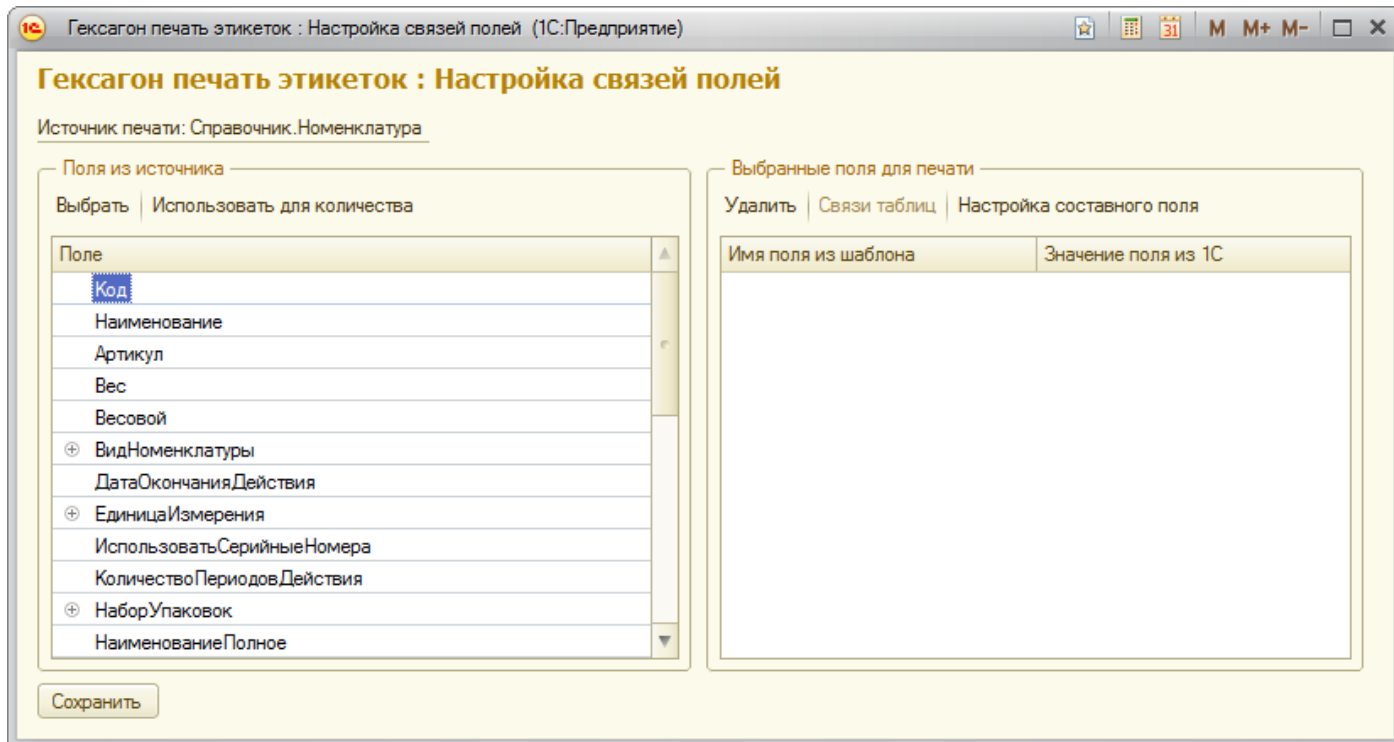 1С Гексагон печать этикеток : Настройка связей полей (1С:Предприятие) 31 M M+ M-
Гексагон печать этикеток : Настройка связей полей
Источник печати: Справочник.Номенклатура
Поля из источника
Выбрать Использовать для количества
Поле
Код
Наименование
Артикул
Вес
Весовой
ВидНоменклатуры
ДатаОкончанияДействия
ЕдиницаИзмерения
ИспользоватьСерийныеНомера
КоличествоПериодовДействия
НаборУпаковок
НаименованиеПолное
Выбранные поля для печати
Удалить Связи таблиц Настройка составного поля
Имя поля из шаблона Значение поля из 1С
Сохранить